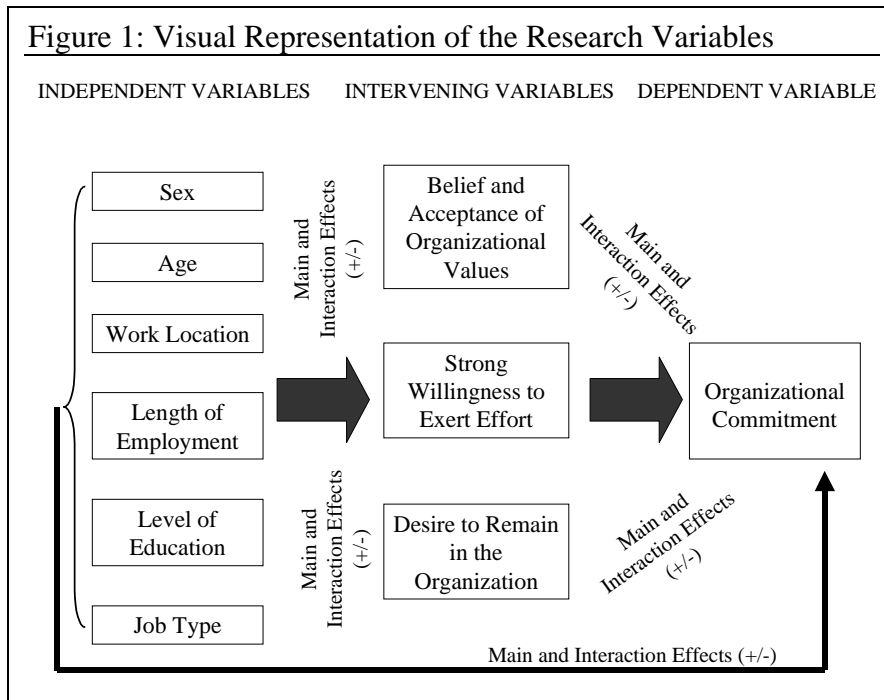 Figure 1: Visual Representation of the Research Variables
INDEPENDENT VARIABLES
INTERVENING VARIABLES
DEPENDENT VARIABLE
Sex
Age
Work Location
Length of
Employment
Level of
Education
Job Type
Main and
Interaction Effects
(+/-)
Main and
Interaction Effects
(+/-)
Belief and
Acceptance of
Organizational
Values
Strong
Willingness to
Exert Effort
Desire to Remain
in the
Organization
Main and
Interaction Effects
(+/-)
Main and
Interaction Effects
(+/-)
Organizational
Commitment
Main and Interaction Effects (+/-)